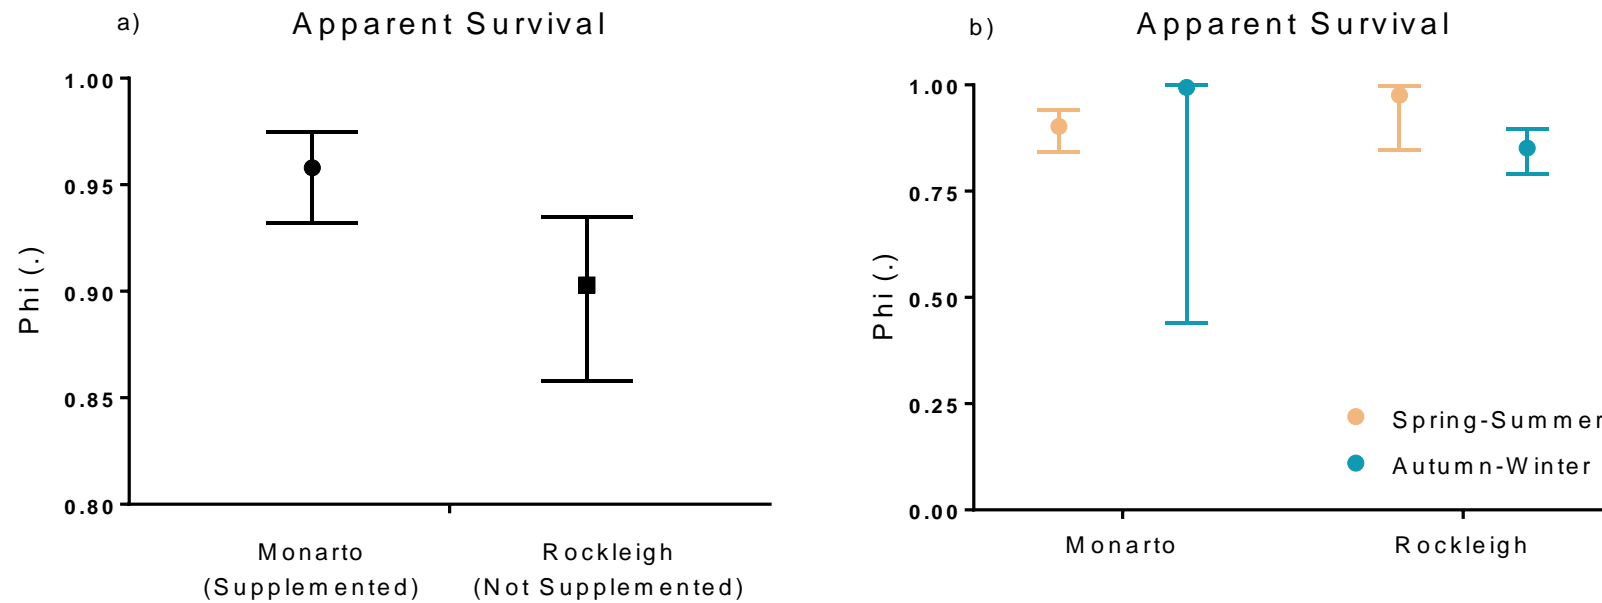 a) Apparent Survival
1.00
0.95
0.90
0.85
0.80
Phi (.)
Monarto
(Supplemented)
Rockleigh
(Not Supplemented)
b) Apparent Survival
1.00
0.75
0.50
0.25
0.00
Phi (.)
Spring-Summer
Autumn-Winter
Monarto
Rockleigh